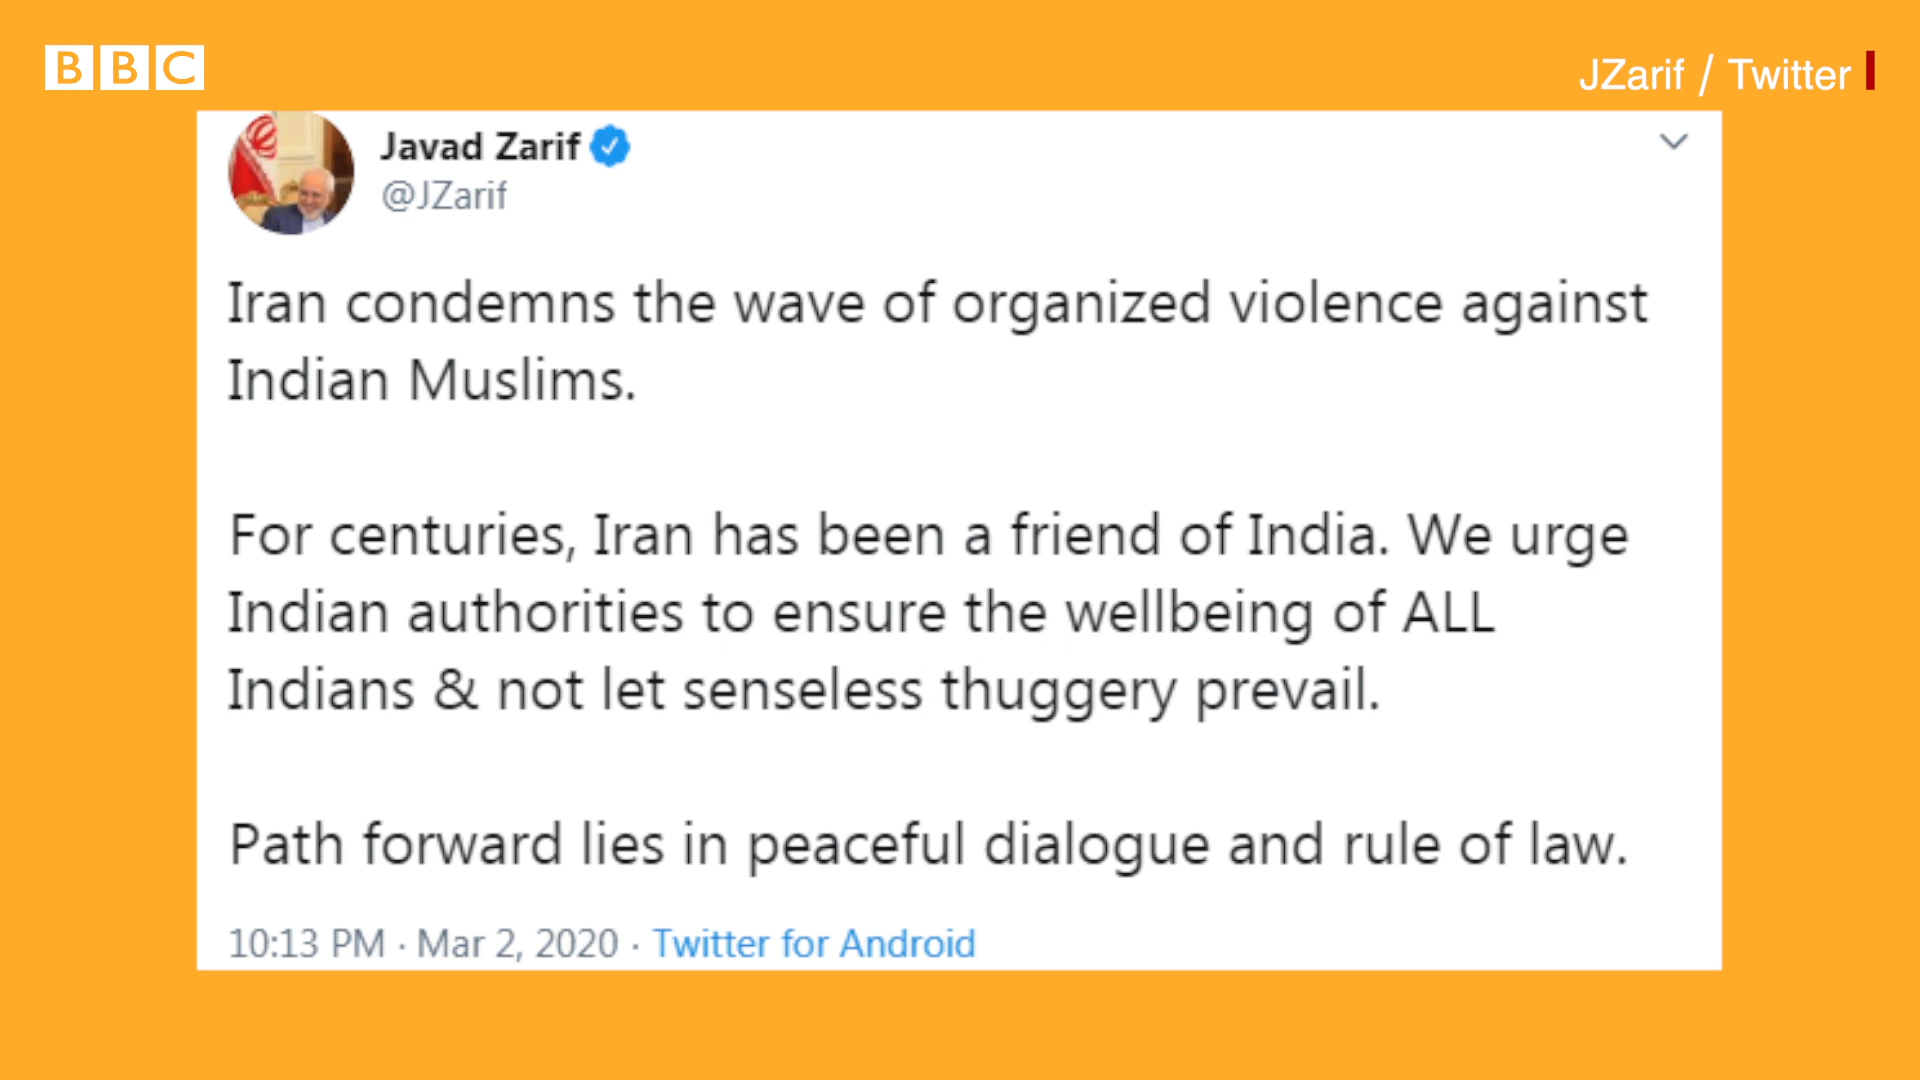 BBC
JZarif / Twitter
Javad Zarif
@JZarif
Iran condemns the wave of organized violence against
Indian Muslims.
For centuries, Iran has been a friend of India. We urge
Indian authorities to ensure the wellbeing of ALL
Indians & not let senseless thuggery prevail.
Path forward lies in peaceful dialogue and rule of law.
10:13 PM · Mar 2, 2020 · Twitter for Android